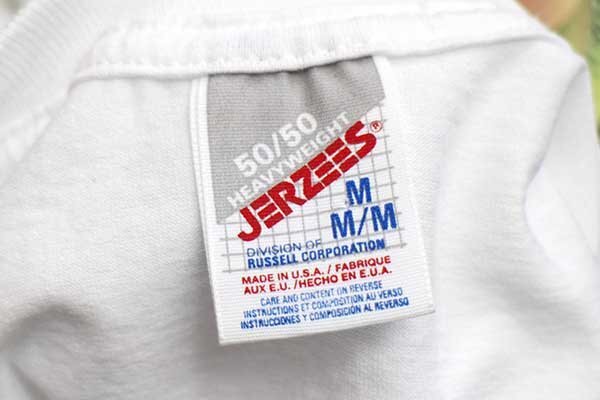 50/50
HEAVYWEIGHT
JERZEES®
M
M/M
DIVISION OF
RUSSELL CORPORATION
MADE IN U.S.A./ FABRIQUE
AUX E.U. /HECHO EN E.U.A.
CARE AND CONTENT ON REVERSE
INSTRUCTIONS ET COMPOSITION AU VERSO
INSTRUCCIONES Y COMPOSICIÓN AL REVERSO